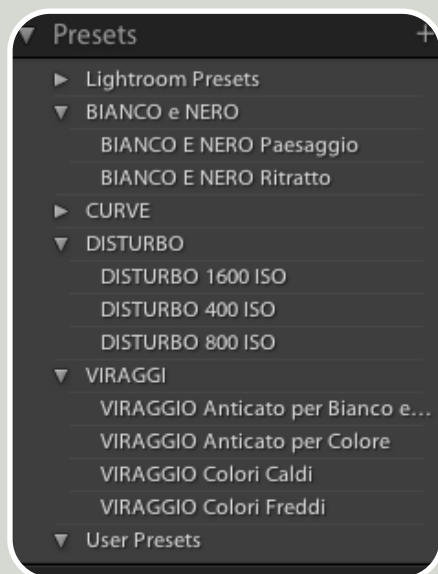 Presets +
Lightroom Presets
BIANCO e NERO
BIANCO E NERO Paesaggio
BIANCO E NERO Ritratto
CURVE
DISTURBO
DISTURBO 1600 ISO
DISTURBO 400 ISO
DISTURBO 800 ISO
VIRAGGI
VIRAGGIO Anticato per Bianco e...
VIRAGGIO Anticato per Colore
VIRAGGIO Colori Caldi
VIRAGGIO Colori Freddi
User Presets